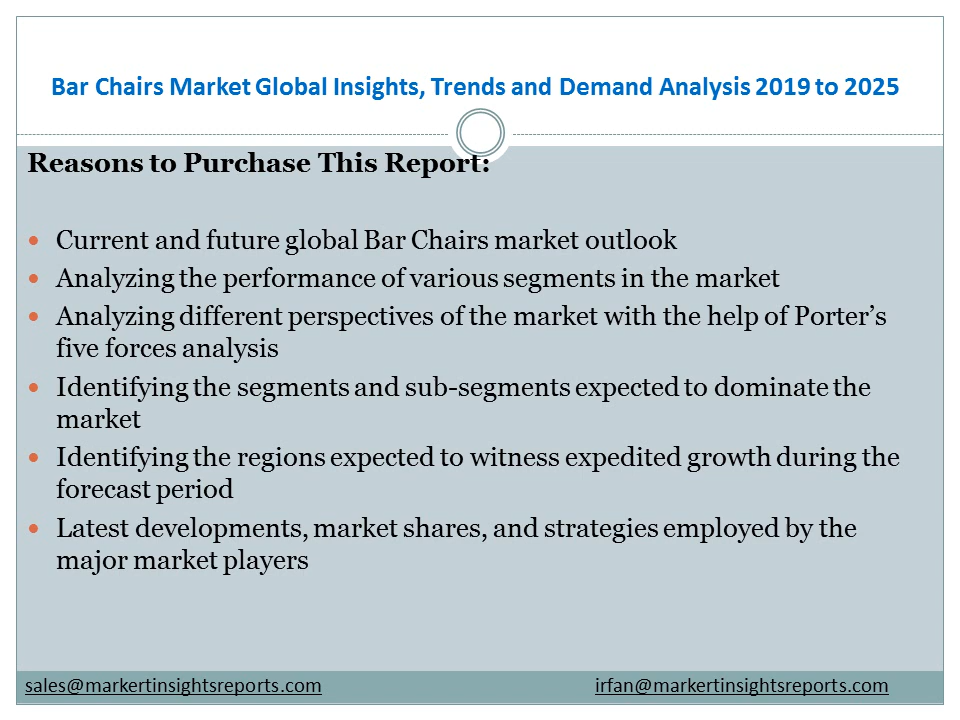 Bar Chairs Market Global Insights, Trends and Demand Analysis 2019 to 2025
Reasons to Purchase This Report:
• Current and future global Bar Chairs market outlook
• Analyzing the performance of various segments in the market
• Analyzing different perspectives of the market with the help of Porter’s
five forces analysis
• Identifying the segments and sub-segments expected to dominate the
market
• Identifying the regions expected to witness expedited growth during the
forecast period
• Latest developments, market shares, and strategies employed by the
major market players
sales@markertinsightsreports.com
irfan@markertinsightsreports.com